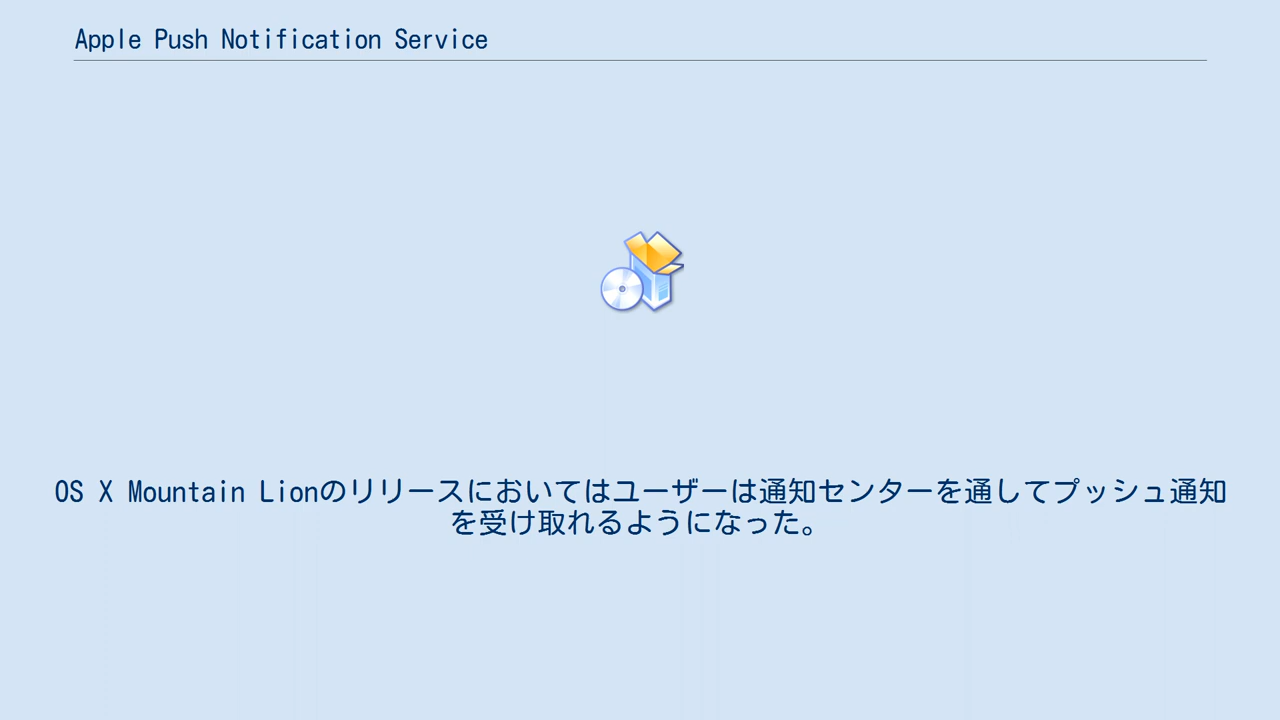 Apple Push Notification Service
OS X Mountain Lionのリリースにおいてはユーザーは通知センターを通してプッシュ通知
を受け取れるようになった。